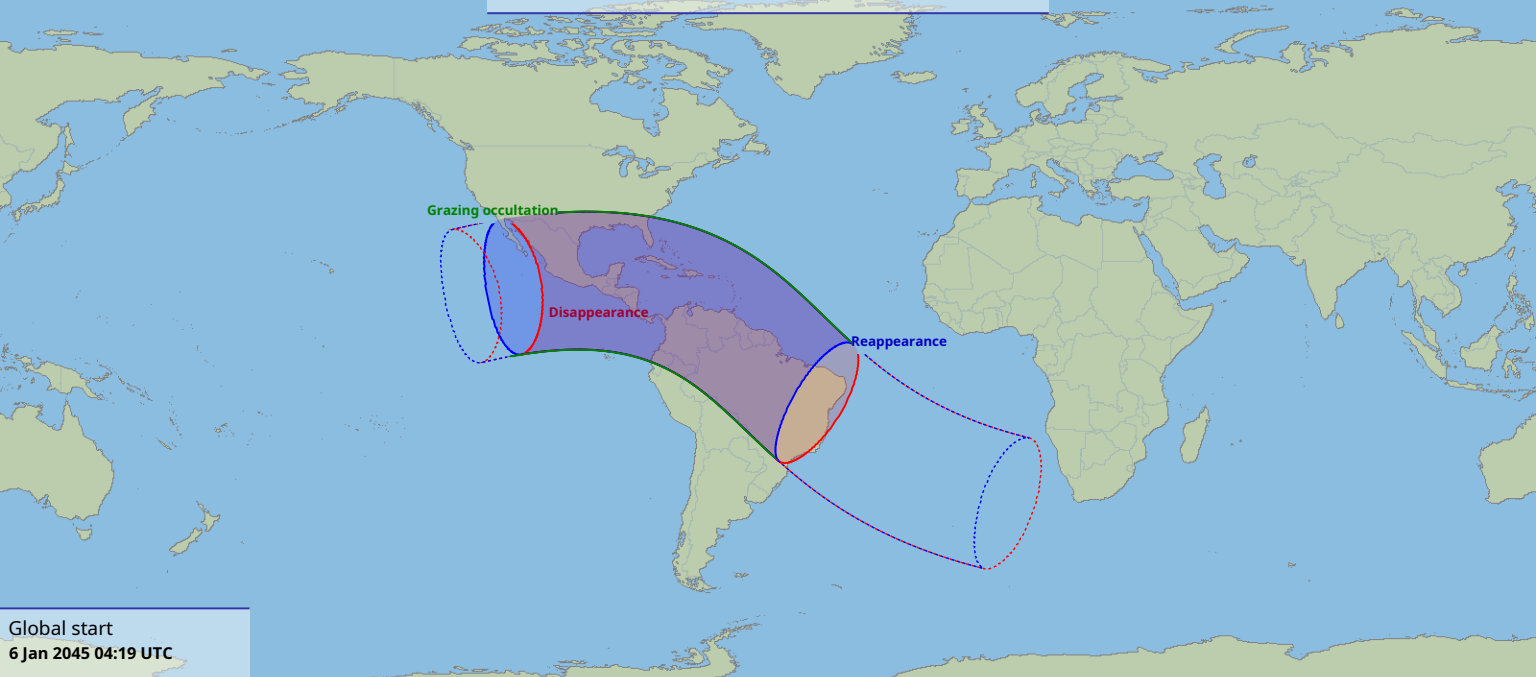 Grazing occultation
Disappearance
Reappearance
Global start
6 Jan 2045 04:19 UTC